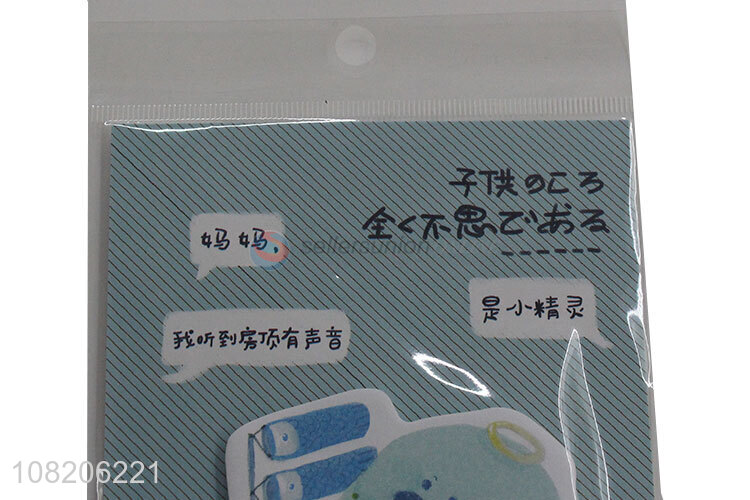 子供のころ
全く不思である
妈妈,
sellersunion
是小精灵
我听到房顶有声音
108206221